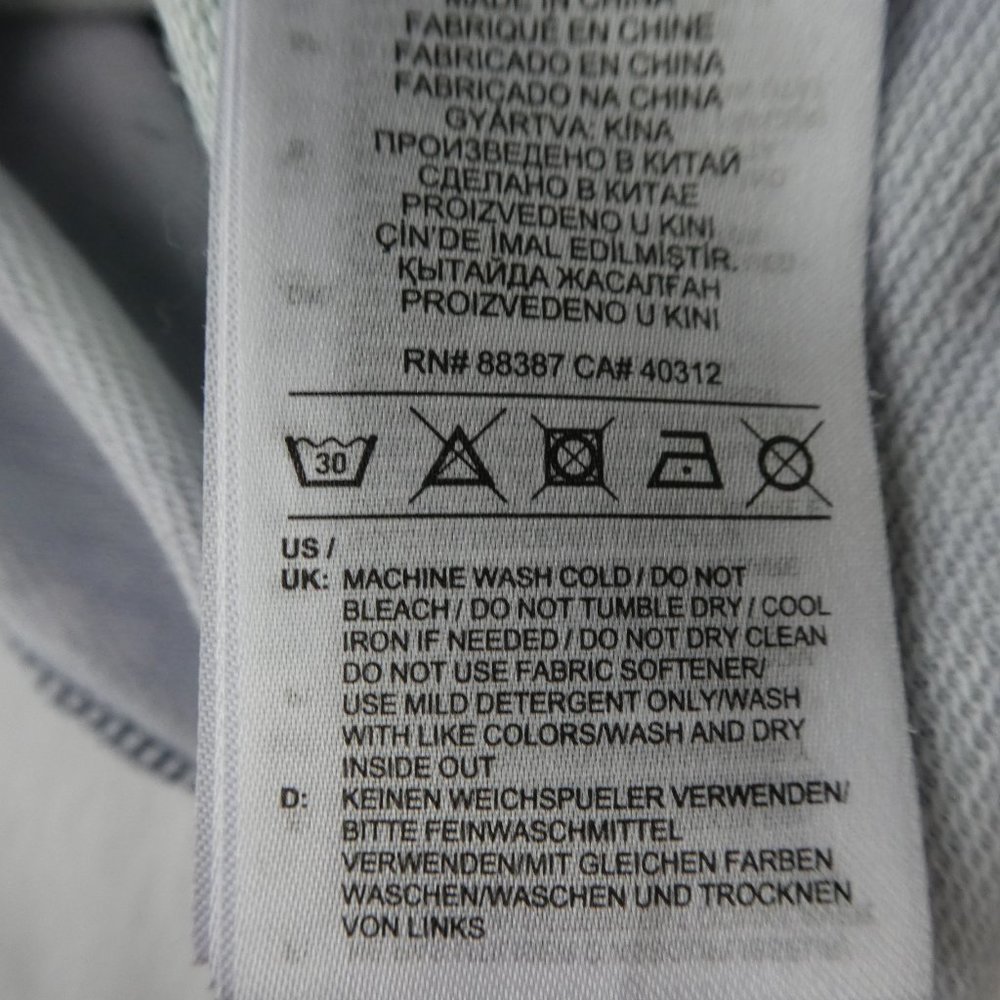 MADE IN CHINA
FABRIQUÉ EN CHINE
FABRICADO EN CHINA
FABRICADO NA CHINA
GYÁRTVA: KÍNA
ПРОИЗВЕДЕНО В КИТАЙ
СДЕЛАНО В КИТАЕ
PROIZVEDENO U KINI
ÇİN'DE İMAL EDİLMİŞTİR.
ҚЫТАЙДА ЖАСАЛҒАН
PROIZVEDENO U KINI
RN# 88387 CA# 40312
30
US /
UK: MACHINE WASH COLD / DO NOT
BLEACH / DO NOT TUMBLE DRY / COOL
IRON IF NEEDED / DO NOT DRY CLEAN
DO NOT USE FABRIC SOFTENER/
USE MILD DETERGENT ONLY/WASH
WITH LIKE COLORS/WASH AND DRY
INSIDE OUT
D: KEINEN WEICHSPUELER VERWENDEN/
BITTE FEINWASCHMITTEL
VERWENDEN/MIT GLEICHEN FARBEN
WASCHEN/WASCHEN UND TROCKNEN
VON LINKS